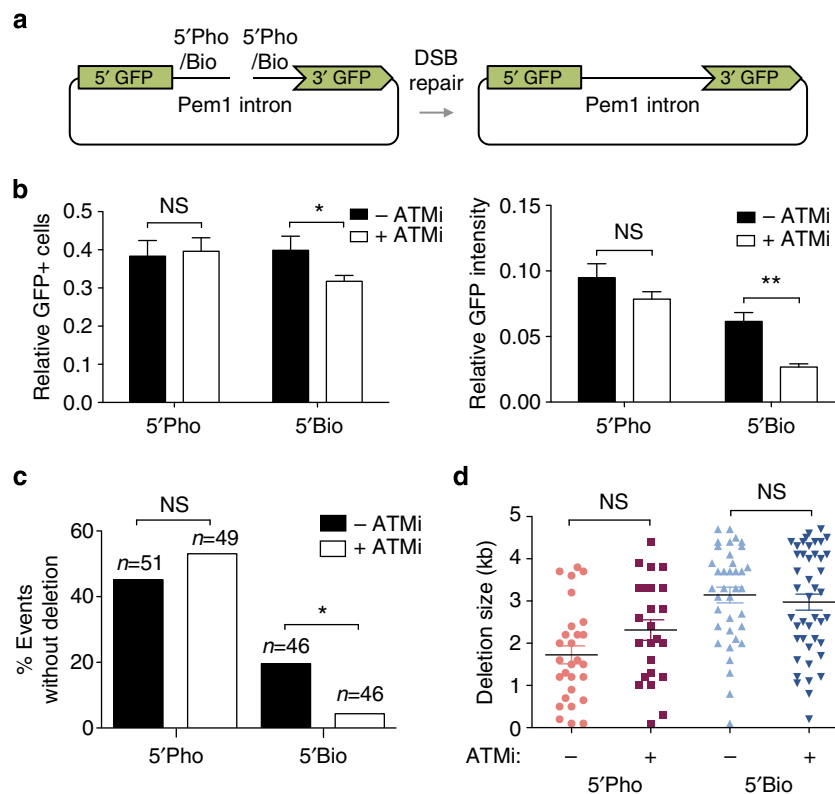 a
5′Pho 5′Pho
/Bio /Bio
5′ GFP
3′ GFP
Pem1 intron
DSB
repair
5′ GFP
3′ GFP
Pem1 intron
b
Relative GFP+ cells
0.5
0.4
0.3
0.2
0.1
0.0
NS
*
– ATMi
+ ATMi
5′Pho
5′Bio
Relative GFP intensity
0.15
0.10
0.05
0.00
NS
**
– ATMi
+ ATMi
5′Pho
5′Bio
c
% Events
without deletion
60
40
20
0
NS
n=51
n=49
*
n=46
n=46
– ATMi
+ ATMi
5′Pho
5′Bio
d
Deletion size (kb)
5
4
3
2
1
0
NS
NS
ATMi: – + – +
5′Pho 5′Bio